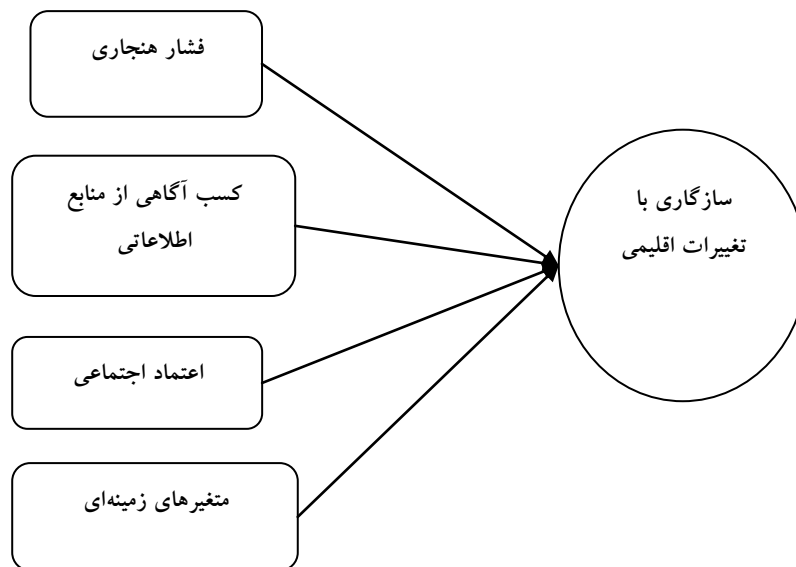 فشار هنجاری
کسب آگاهی از منابع
اطلاعاتی
اعتماد اجتماعی
متغیرهای زمینه‌ای
سازگاری با
تغییرات اقلیمی